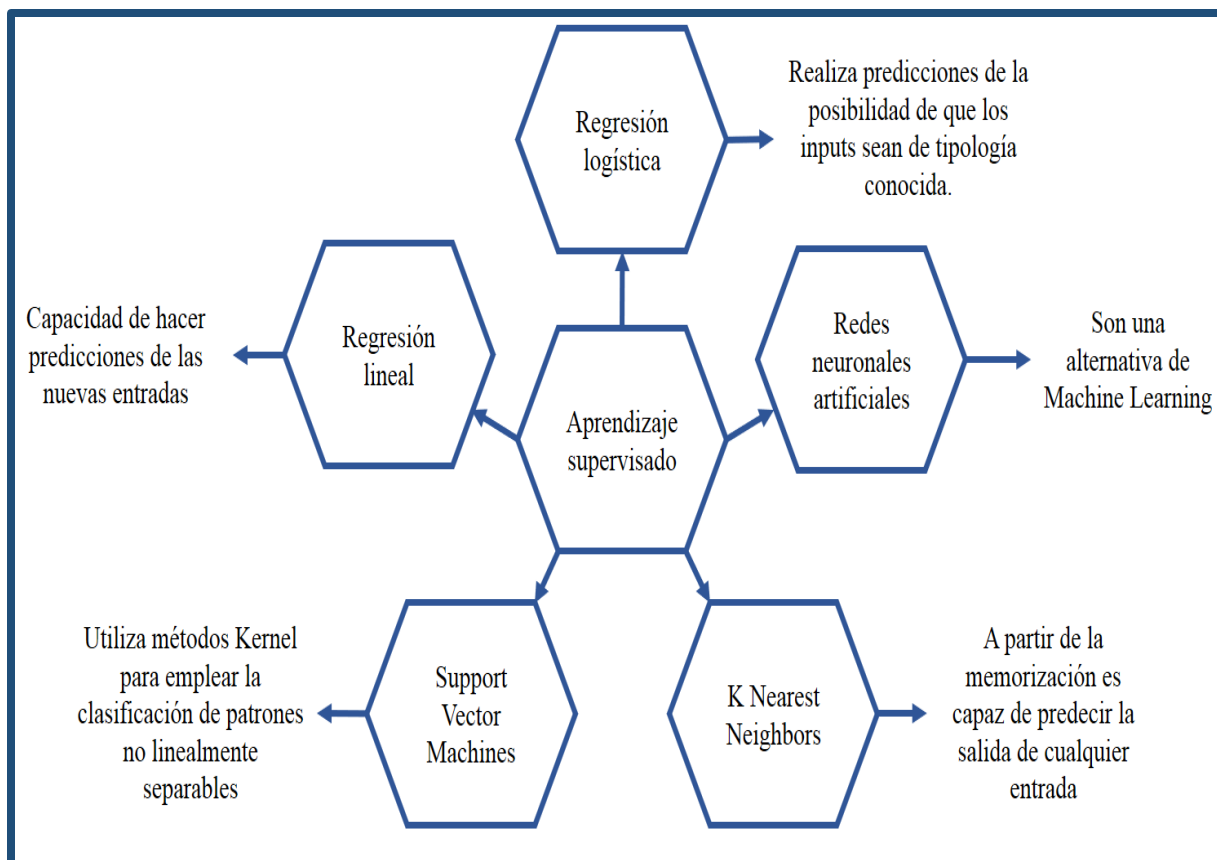 Regresión
logística
Realiza predicciones de la
posibilidad de que los
inputs sean de tipología
conocida.
Capacidad de hacer
predicciones de las
nuevas entradas
Regresión
lineal
Aprendizaje
supervisado
Redes
neuronales
artificiales
Son una
alternativa de
Machine Learning
Utiliza métodos Kernel
para emplear la
clasificación de patrones
no linealmente
separables
Support
Vector
Machines
K Nearest
Neighbors
A partir de la
memorización es
capaz de predecir la
salida de cualquier
entrada